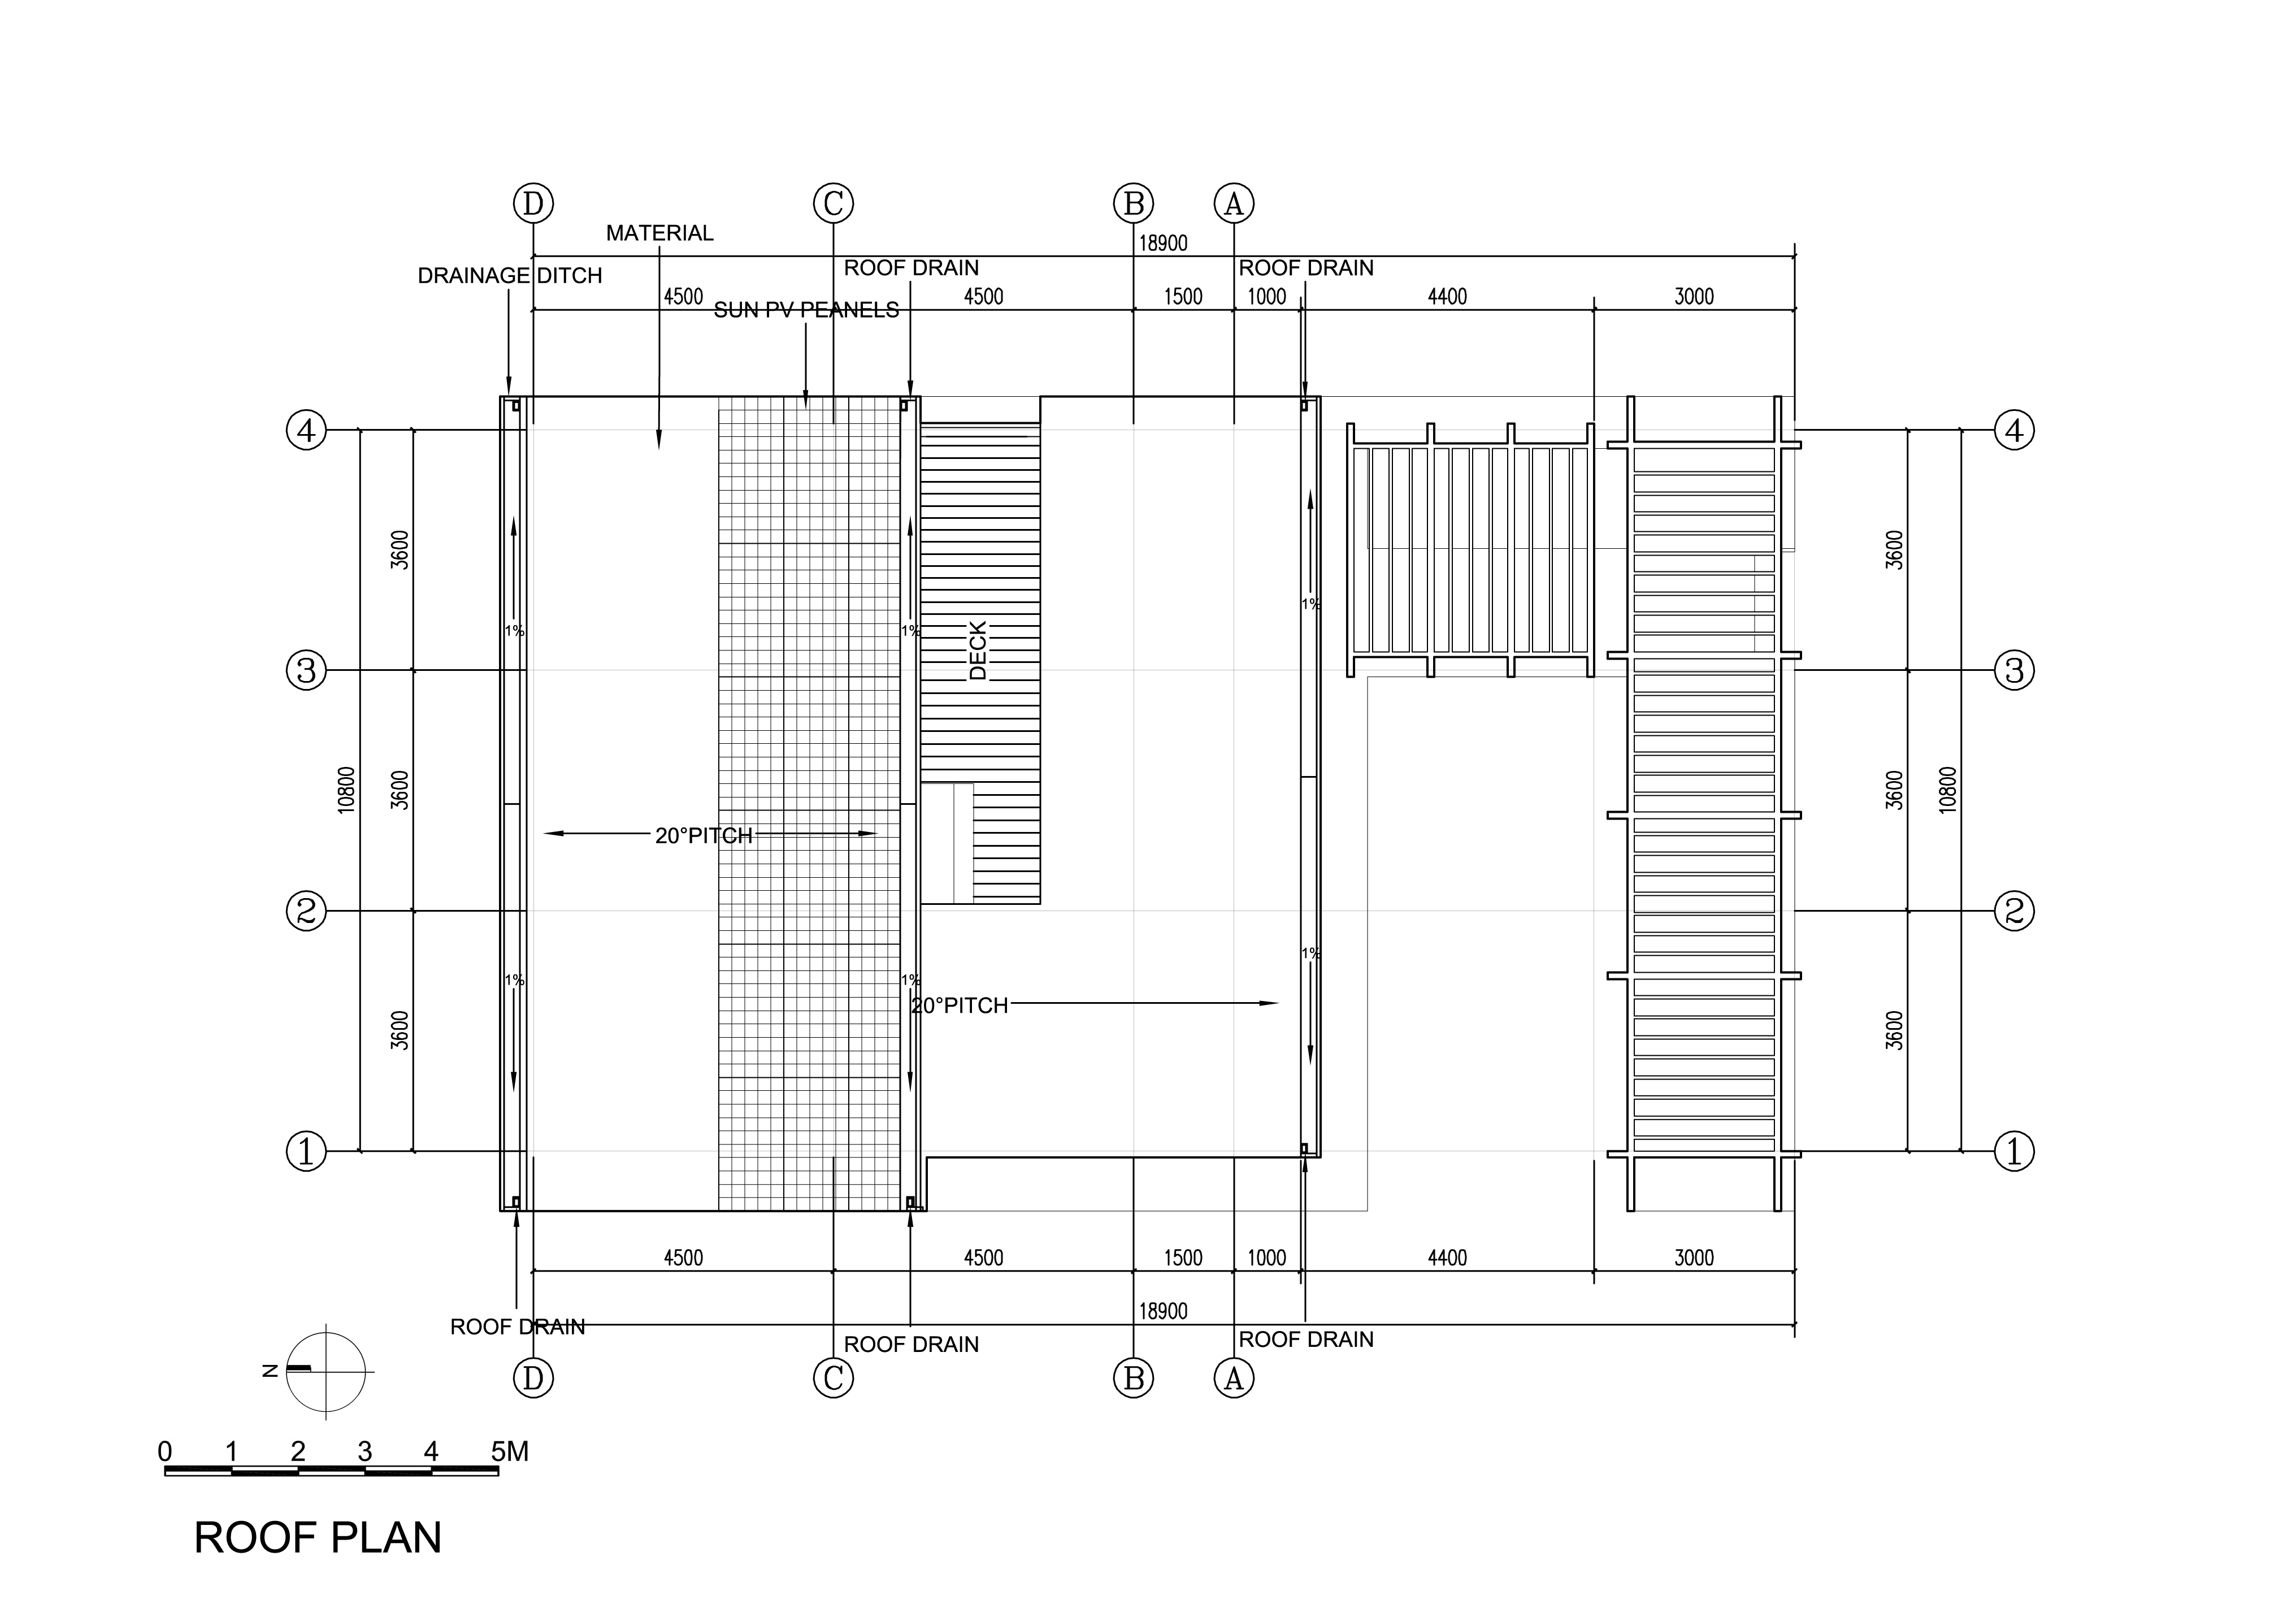 D
C
B
A
MATERIAL
18900
DRAINAGE DITCH
ROOF DRAIN
ROOF DRAIN
4500
4500
1500
1000
4400
3000
SUN PV PEANELS
4
4
3600
3600
1%
1%
1%
DECK
3
3
10800
3600
3600
10800
20°PITCH
2
2
1%
1%
1%
20°PITCH
3600
3600
1
1
4500
4500
1500
1000
4400
3000
18900
ROOF DRAIN
ROOF DRAIN
ROOF DRAIN
N
D
C
B
A
0 1 2 3 4 5M
ROOF PLAN